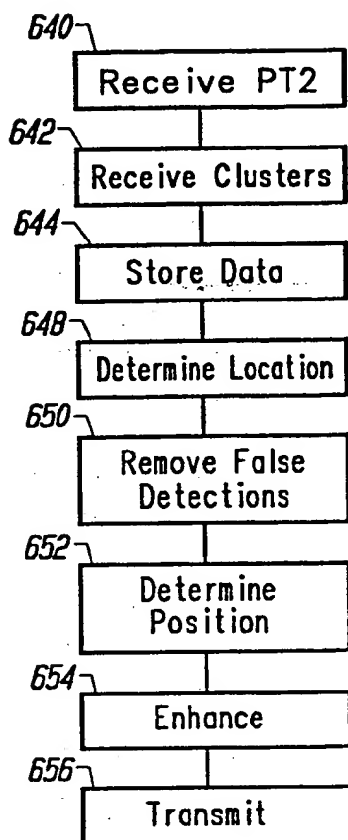 640
Receive PT2
642
Receive Clusters
644
Store Data
648
Determine Location
650
Remove False
Detections
652
Determine
Position
654
Enhance
656
Transmit